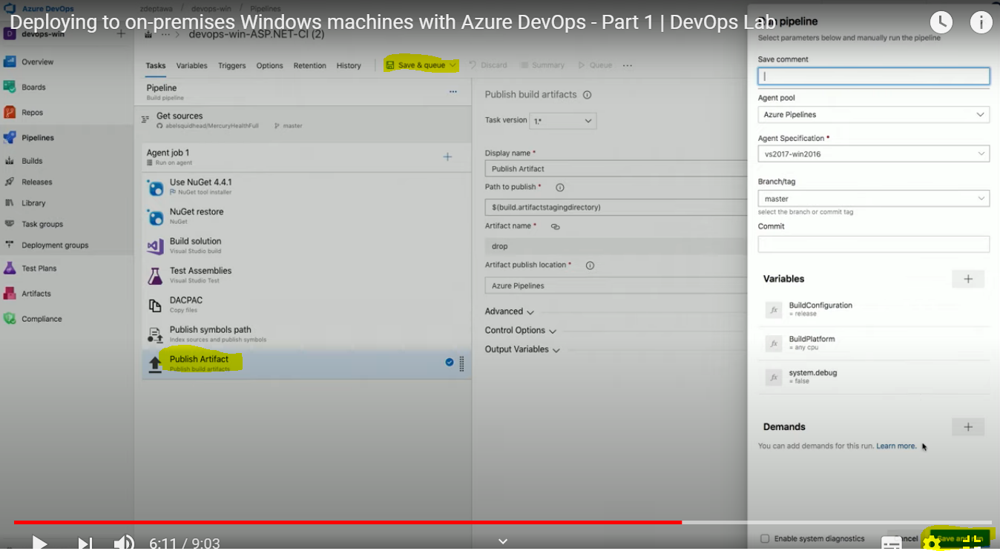 Azure DevOps
zdeptawa / devops-win / Pipelines
Deploying to on-premises Windows machines with Azure DevOps - Part 1 | DevOps Lab
D devops-win
··· > devops-win-ASP.NET-CI (2)
Overview
Boards
Repos
Pipelines
Builds
Releases
Library
Task groups
Deployment groups
Test Plans
Artifacts
Compliance
Tasks Variables Triggers Options Retention History
Save & queue Discard Summary Queue ···
Pipeline ···
Build pipeline
Get sources
abelsquidhead/MercuryHealthFull master
Agent job 1
Run on agent
Use NuGet 4.4.1
NuGet tool installer
NuGet restore
NuGet
Build solution
Visual Studio build
Test Assemblies
Visual Studio Test
DACPAC
Copy files
Publish symbols path
Index sources and publish symbols
Publish Artifact
Publish build artifacts
Publish build artifacts
Task version 1.*
Display name *
Publish Artifact
Path to publish *
$(build.artifactstagingdirectory)
Artifact name *
drop
Artifact publish location *
Azure Pipelines
Advanced
Control Options
Output Variables
pipeline
Select parameters below and manually run the pipeline
Save comment
Agent pool
Azure Pipelines
Agent Specification *
vs2017-win2016
Branch/tag
master
select the branch or commit tag
Commit
Variables
fx BuildConfiguration
= release
fx BuildPlatform
= any cpu
fx system.debug
= false
Demands
You can add demands for this run. Learn more.
Enable system diagnostics
Save and run
6:11 / 9:03